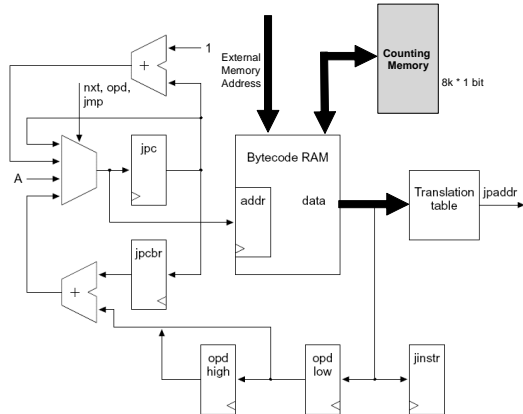 1
+
External
Memory
Address
Counting
Memory
8k * 1 bit
nxt, opd,
jmp
jpc
Bytecode RAM
A
addr
data
Translation
table
jpaddr
jpcbr
+
opd
high
opd
low
jinstr